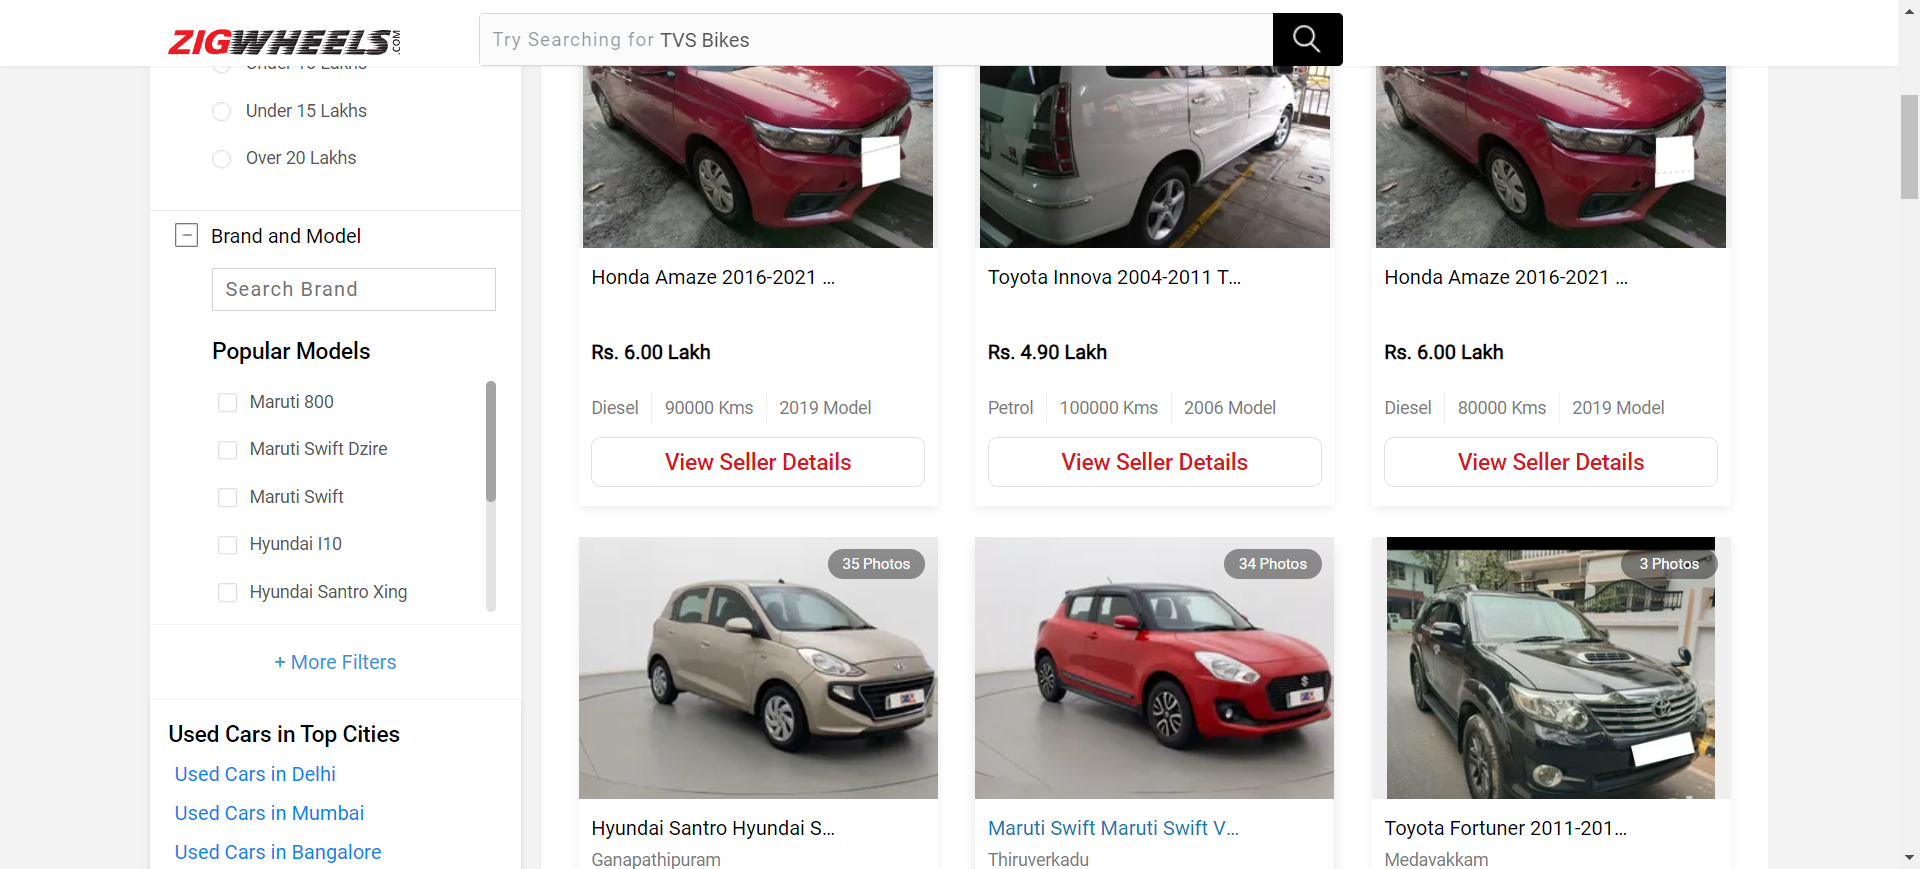 ZIGWHEELS.COM
Try Searching for TVS Bikes
Under 15 Lakhs
Over 20 Lakhs
Brand and Model
Search Brand
Popular Models
Maruti 800
Maruti Swift Dzire
Maruti Swift
Hyundai I10
Hyundai Santro Xing
+ More Filters
Used Cars in Top Cities
Used Cars in Delhi
Used Cars in Mumbai
Used Cars in Bangalore
Honda Amaze 2016-2021 ...
Rs. 6.00 Lakh
Diesel 90000 Kms 2019 Model
View Seller Details
Toyota Innova 2004-2011 T...
Rs. 4.90 Lakh
Petrol 100000 Kms 2006 Model
View Seller Details
Honda Amaze 2016-2021 ...
Rs. 6.00 Lakh
Diesel 80000 Kms 2019 Model
View Seller Details
35 Photos
Hyundai Santro Hyundai S...
Ganapathipuram
34 Photos
Maruti Swift Maruti Swift V...
Thiruverkadu
3 Photos
Toyota Fortuner 2011-201...
Medavakkam